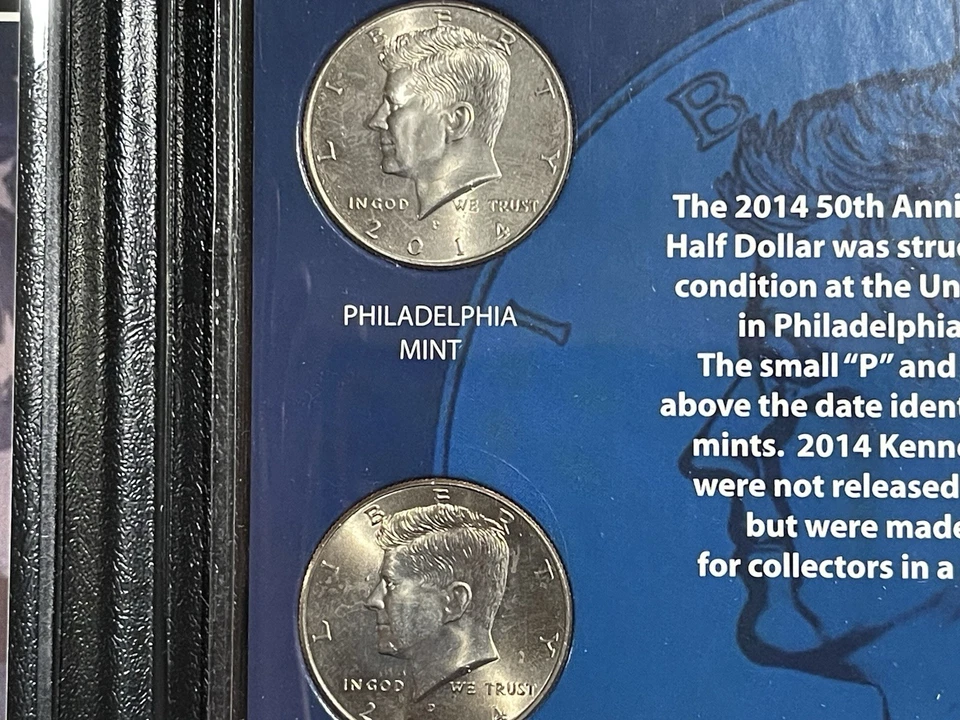 LIBERTY
IN GOD WE TRUST
P
2014
PHILADELPHIA
MINT
LIBERTY
IN GOD WE TRUST
D
2 4
B
The 2014 50th Anni
Half Dollar was struc
condition at the Un
in Philadelphia
The small “P” and
above the date ident
mints. 2014 Kenne
were not released
but were made
for collectors in a